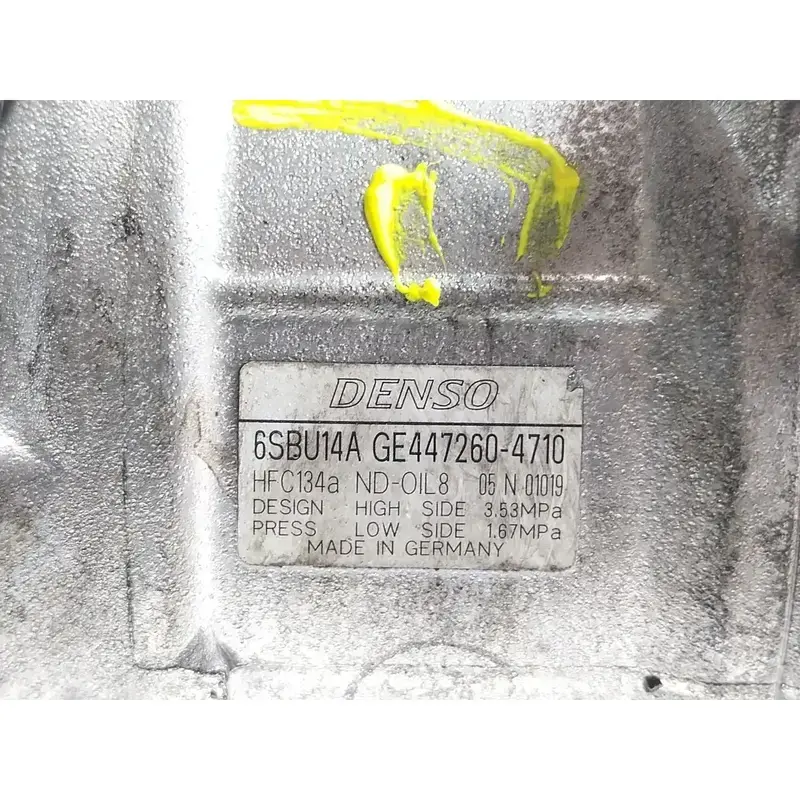 DENSO
6SBU14A GE447260-4710
HFC134a ND-OIL8 05 N 01019
DESIGN HIGH SIDE 3.53MPa
PRESS LOW SIDE 1.67MPa
MADE IN GERMANY